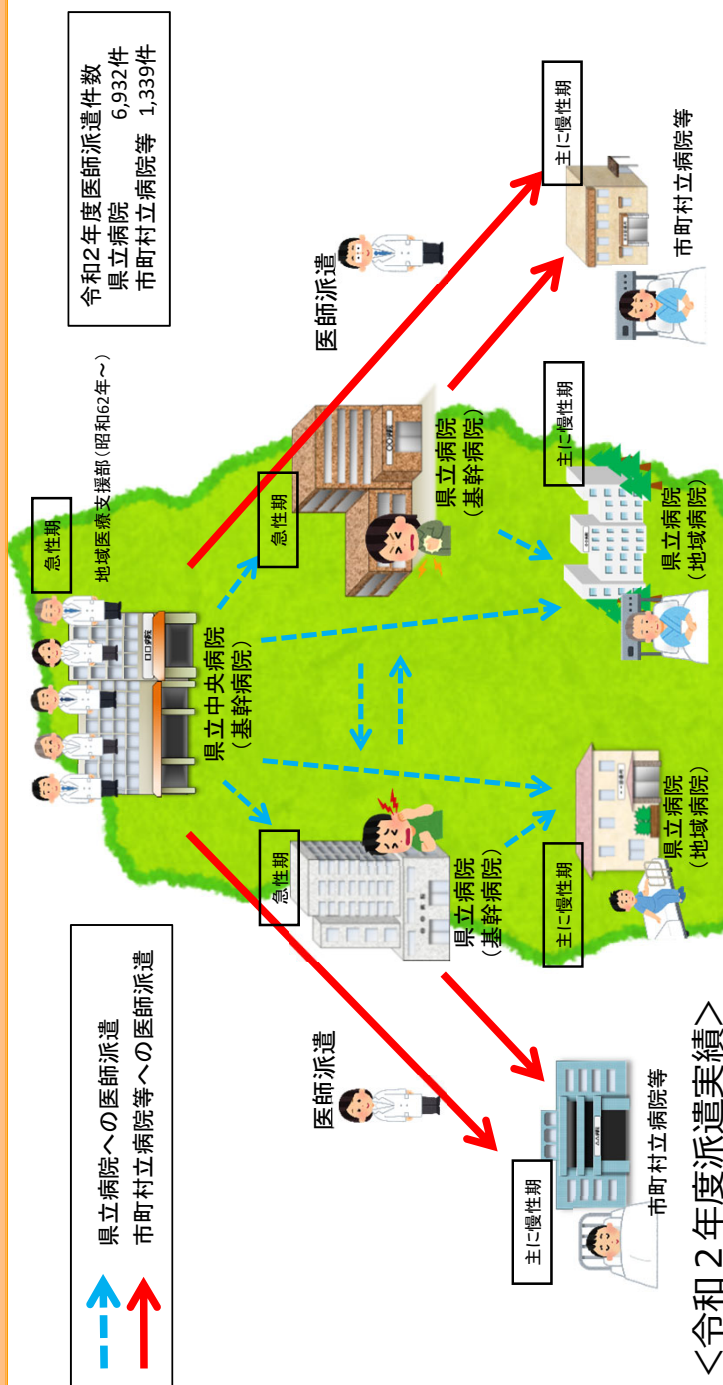 県立病院への医師派遣
市町村立病院等への医師派遣
令和2年度医師派遣件数
県立病院 6,932件
市町村立病院等 1,339件
急性期
地域医療支援部(昭和62年~)
県立中央病院
(基幹病院)
医師派遣
急性期
県立病院
(基幹病院)
急性期
県立病院
(基幹病院)
医師派遣
主に慢性期
市町村立病院等
主に慢性期
県立病院
(地域病院)
主に慢性期
県立病院
(地域病院)
主に慢性期
市町村立病院等
<令和2年度派遣実績>